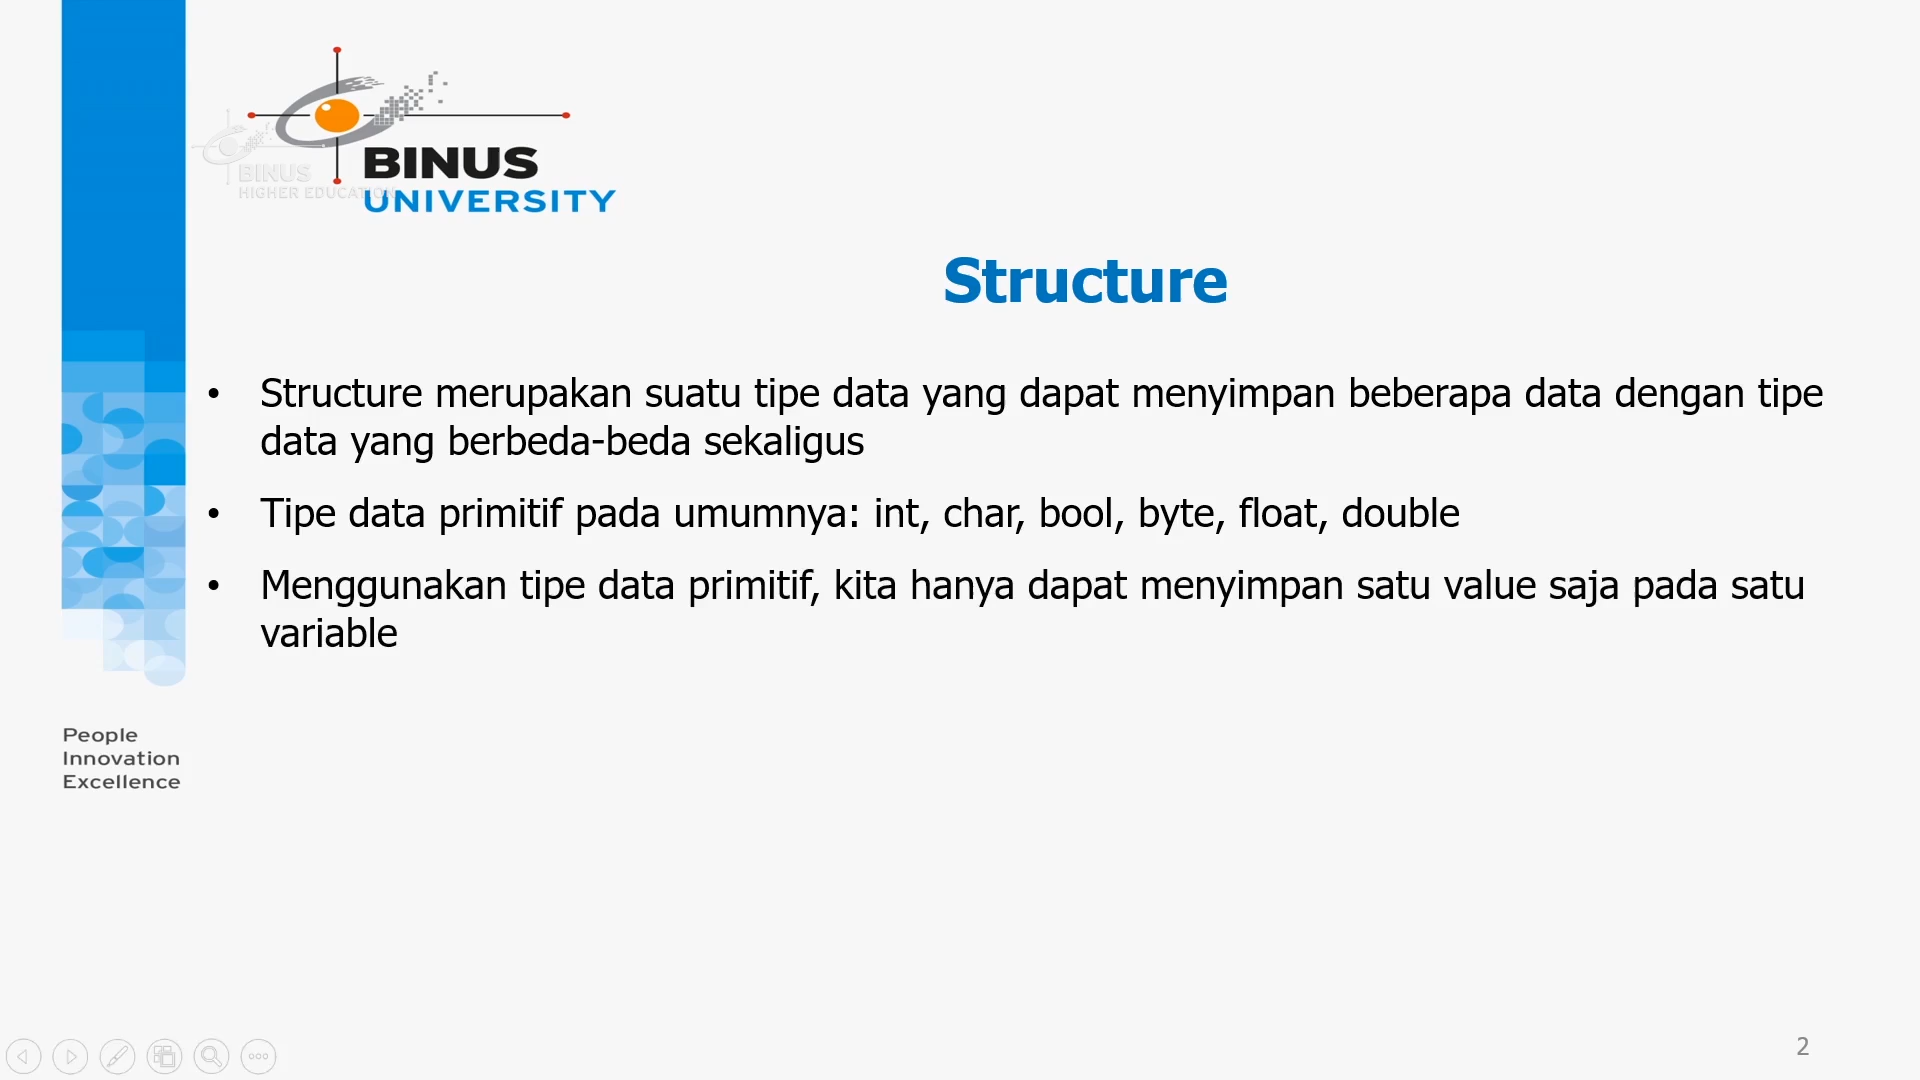 BINUS
HIGHER EDUCATION
BINUS
UNIVERSITY
Structure
• Structure merupakan suatu tipe data yang dapat menyimpan beberapa data dengan tipe
data yang berbeda-beda sekaligus
• Tipe data primitif pada umumnya: int, char, bool, byte, float, double
• Menggunakan tipe data primitif, kita hanya dapat menyimpan satu value saja pada satu
variable
People
Innovation
Excellence
2